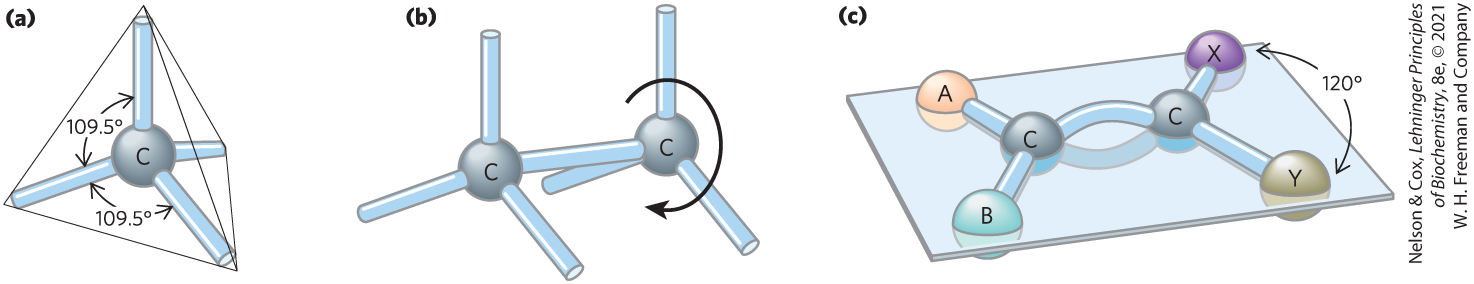 (a)
109.5°
C
109.5°
(b)
C
C
(c)
A
B
C
C
X
Y
120°
Nelson & Cox, Lehninger Principles
of Biochemistry, 8e, © 2021
W. H. Freeman and Company